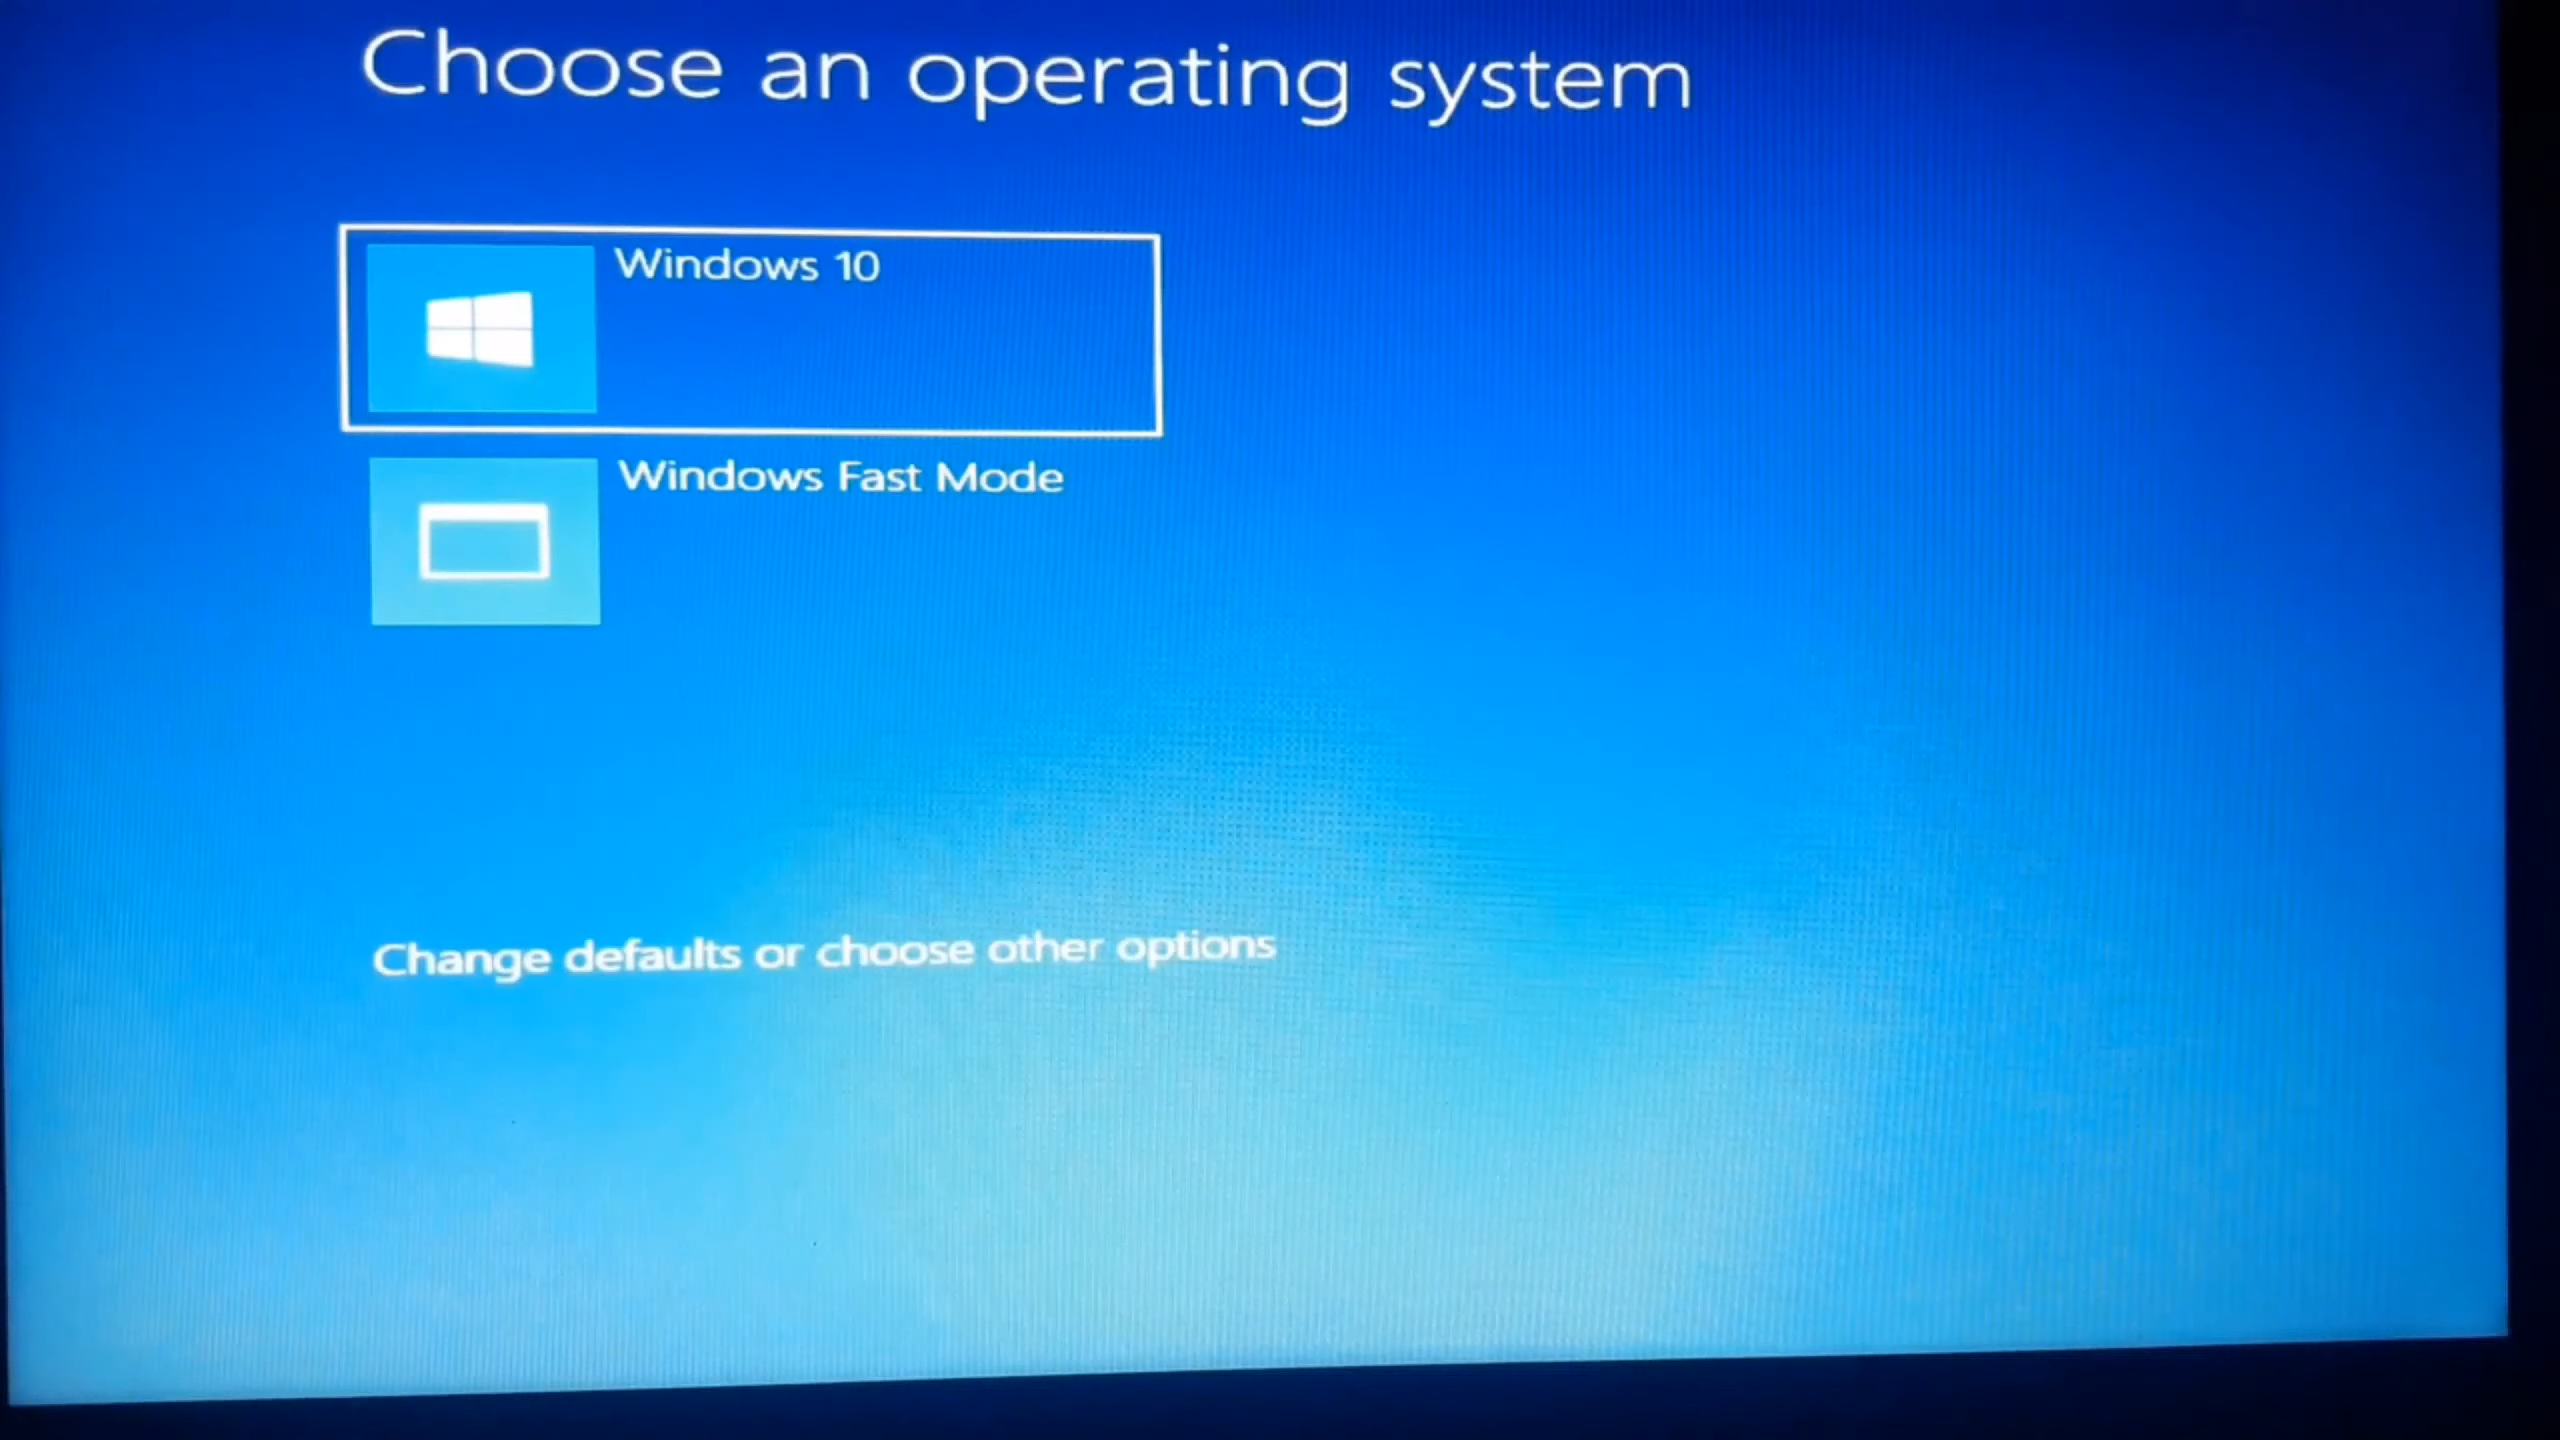 Choose an operating system
Windows 10
Windows Fast Mode
Change defaults or choose other options